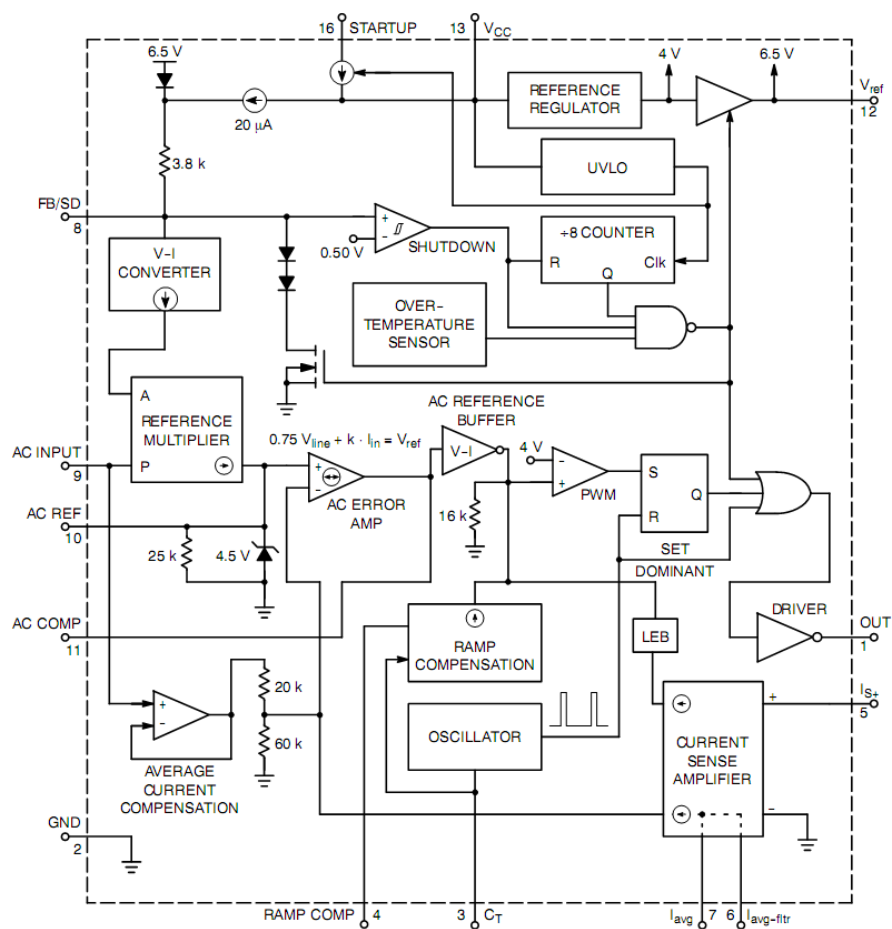 16 STARTUP
13 VCC
6.5 V
4 V
6.5 V
REFERENCE
REGULATOR
Vref
12
20 μA
3.8 k
UVLO
FB/SD
8
V-I
CONVERTER
+
−
0.50 V
SHUTDOWN
÷8 COUNTER
R
Clk
Q
OVER-
TEMPERATURE
SENSOR
A
REFERENCE
MULTIPLIER
P
AC INPUT
9
0.75 Vline + k · Iin = Vref
AC REFERENCE
BUFFER
V-I
+
−
AC ERROR
AMP
4 V
−
+
PWM
S
Q
R
SET
DOMINANT
16 k
AC REF
10
25 k
4.5 V
AC COMP
11
RAMP
COMPENSATION
LEB
DRIVER
OUT
1
+
−
20 k
60 k
AVERAGE
CURRENT
COMPENSATION
OSCILLATOR
+
CURRENT
SENSE
AMPLIFIER
−
IS+
5
GND
2
RAMP COMP 4
3 CT
Iavg 7
6 Iavg-fltr